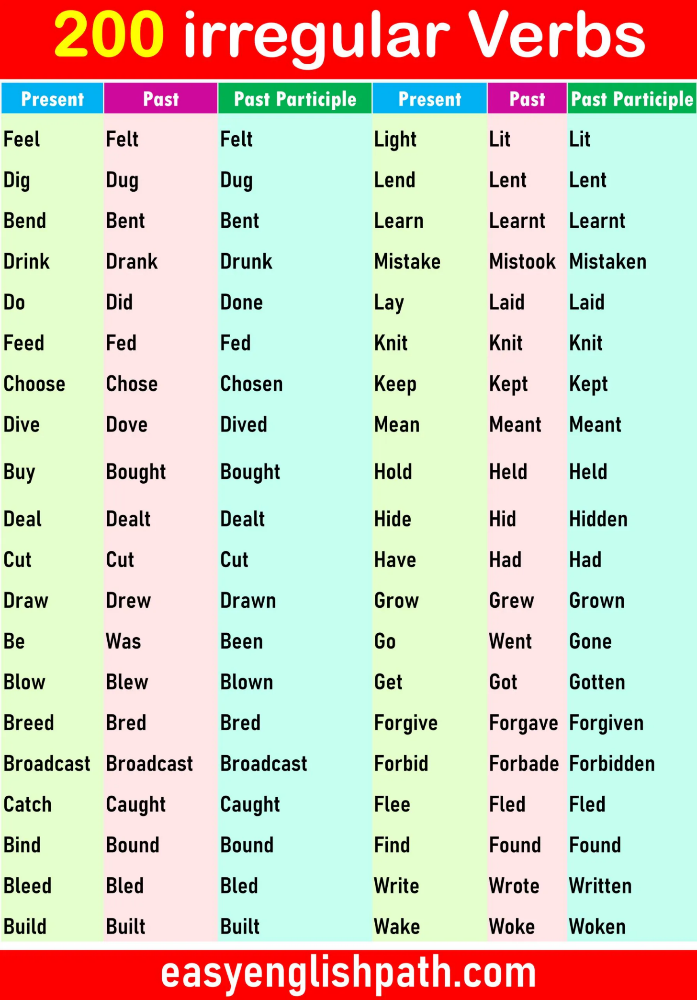 200 irregular Verbs
Present Past Past Participle Present Past Past Participle
Feel Felt Felt Light Lit Lit
Dig Dug Dug Lend Lent Lent
Bend Bent Bent Learn Learnt Learnt
Drink Drank Drunk Mistake Mistook Mistaken
Do Did Done Lay Laid Laid
Feed Fed Fed Knit Knit Knit
Choose Chose Chosen Keep Kept Kept
Dive Dove Dived Mean Meant Meant
Buy Bought Bought Hold Held Held
Deal Dealt Dealt Hide Hid Hidden
Cut Cut Cut Have Had Had
Draw Drew Drawn Grow Grew Grown
Be Was Been Go Went Gone
Blow Blew Blown Get Got Gotten
Breed Bred Bred Forgive Forgave Forgiven
Broadcast Broadcast Broadcast Forbid Forbade Forbidden
Catch Caught Caught Flee Fled Fled
Bind Bound Bound Find Found Found
Bleed Bled Bled Write Wrote Written
Build Built Built Wake Woke Woken
easyenglishpath.com